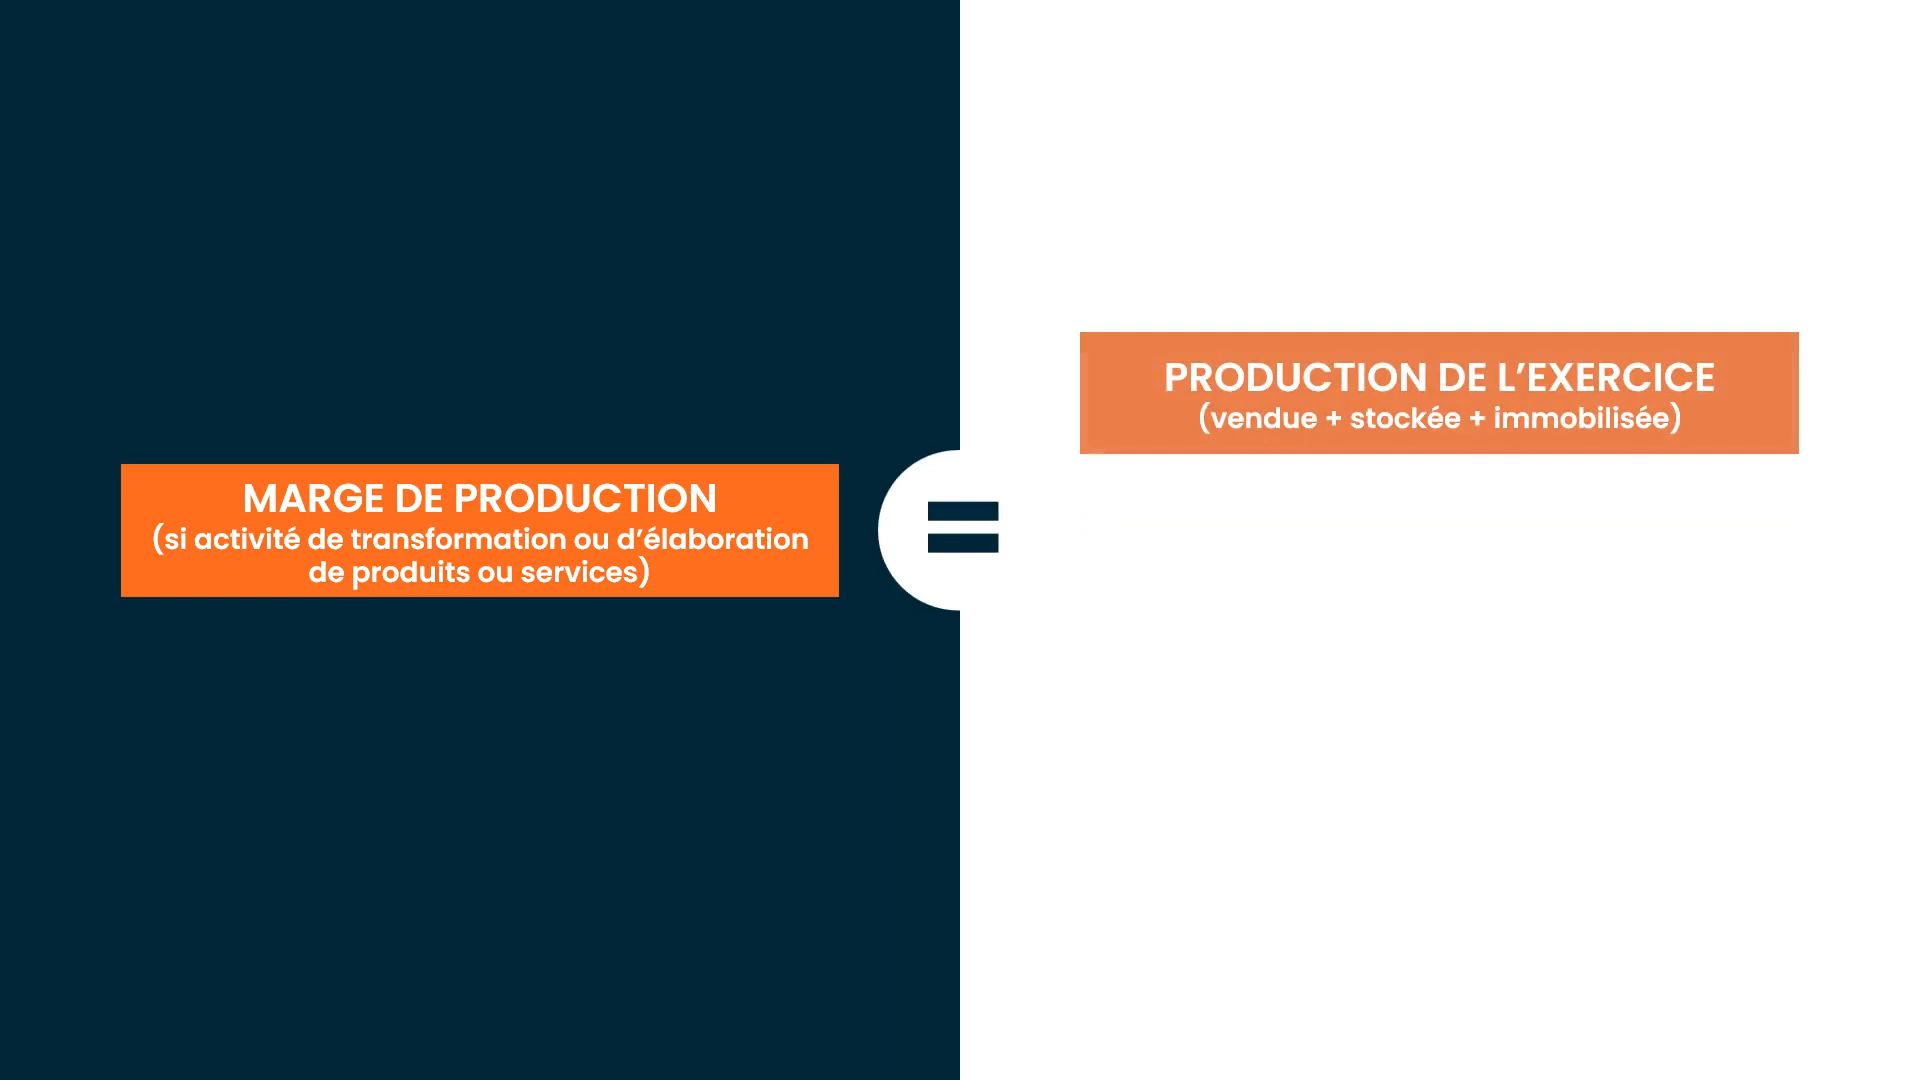 MARGE DE PRODUCTION
(si activité de transformation ou d’élaboration
de produits ou services)
=
PRODUCTION DE L’EXERCICE
(vendue + stockée + immobilisée)